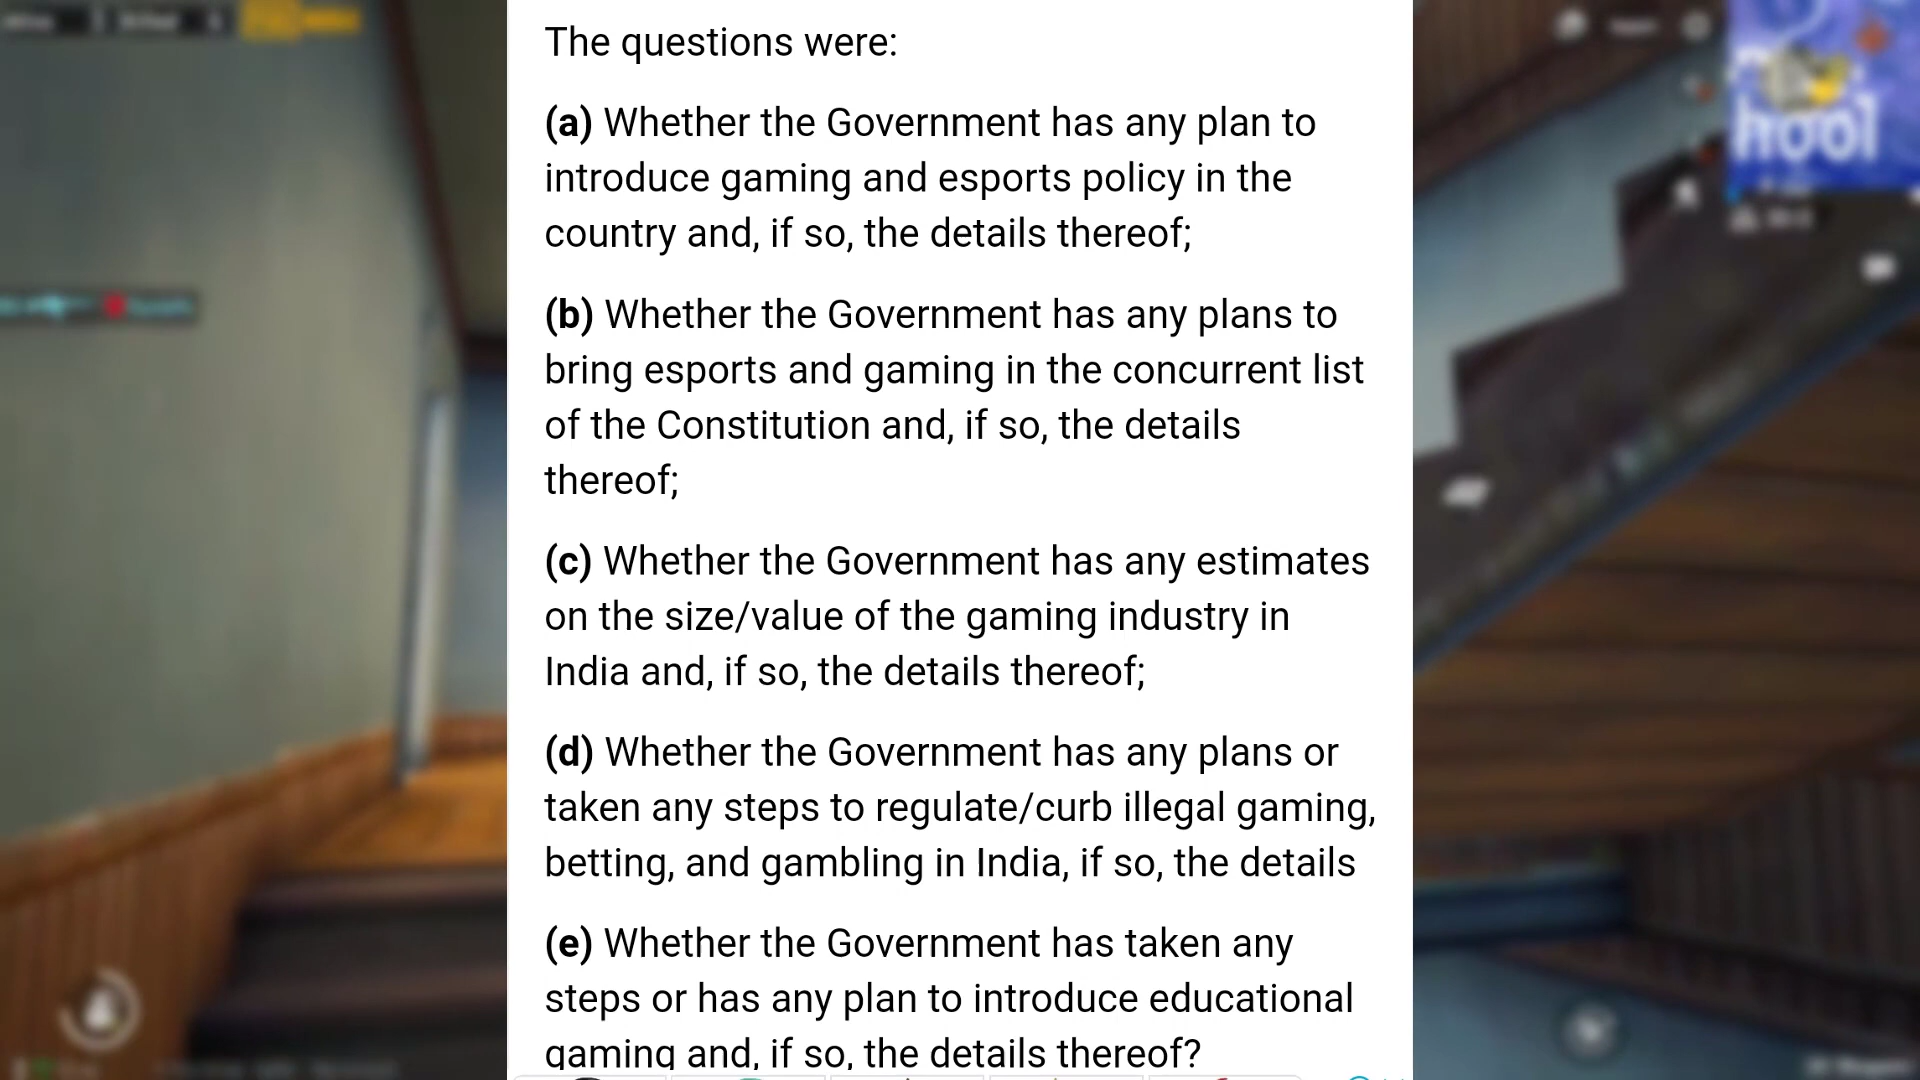 The questions were:
(a) Whether the Government has any plan to
introduce gaming and esports policy in the
country and, if so, the details thereof;
(b) Whether the Government has any plans to
bring esports and gaming in the concurrent list
of the Constitution and, if so, the details
thereof;
(c) Whether the Government has any estimates
on the size/value of the gaming industry in
India and, if so, the details thereof;
(d) Whether the Government has any plans or
taken any steps to regulate/curb illegal gaming,
betting, and gambling in India, if so, the details
(e) Whether the Government has taken any
steps or has any plan to introduce educational
gaming and, if so, the details thereof?
hool